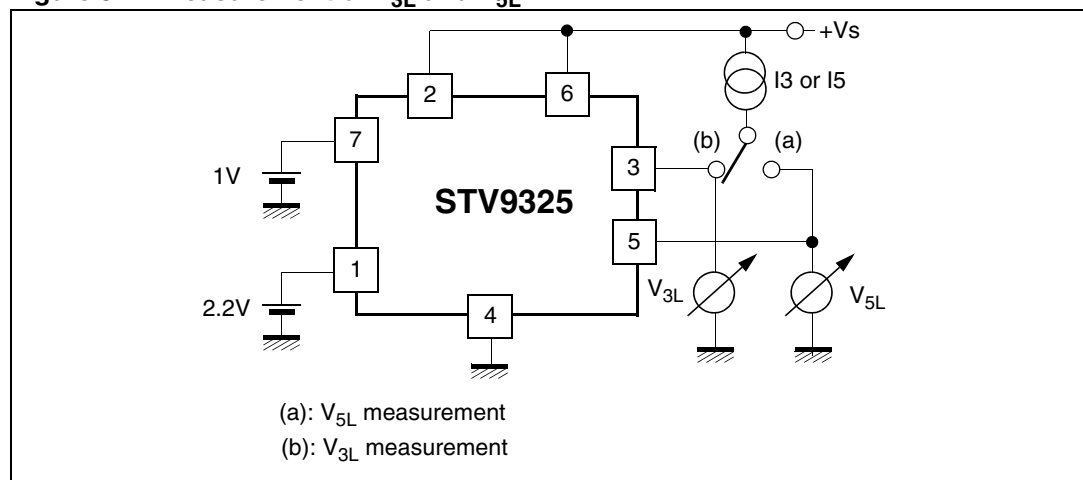 +Vs
I3 or I5
2
6
7
(b)
(a)
3
1V
STV9325
5
1
V3L
V5L
2.2V
4
(a): V5L measurement
(b): V3L measurement